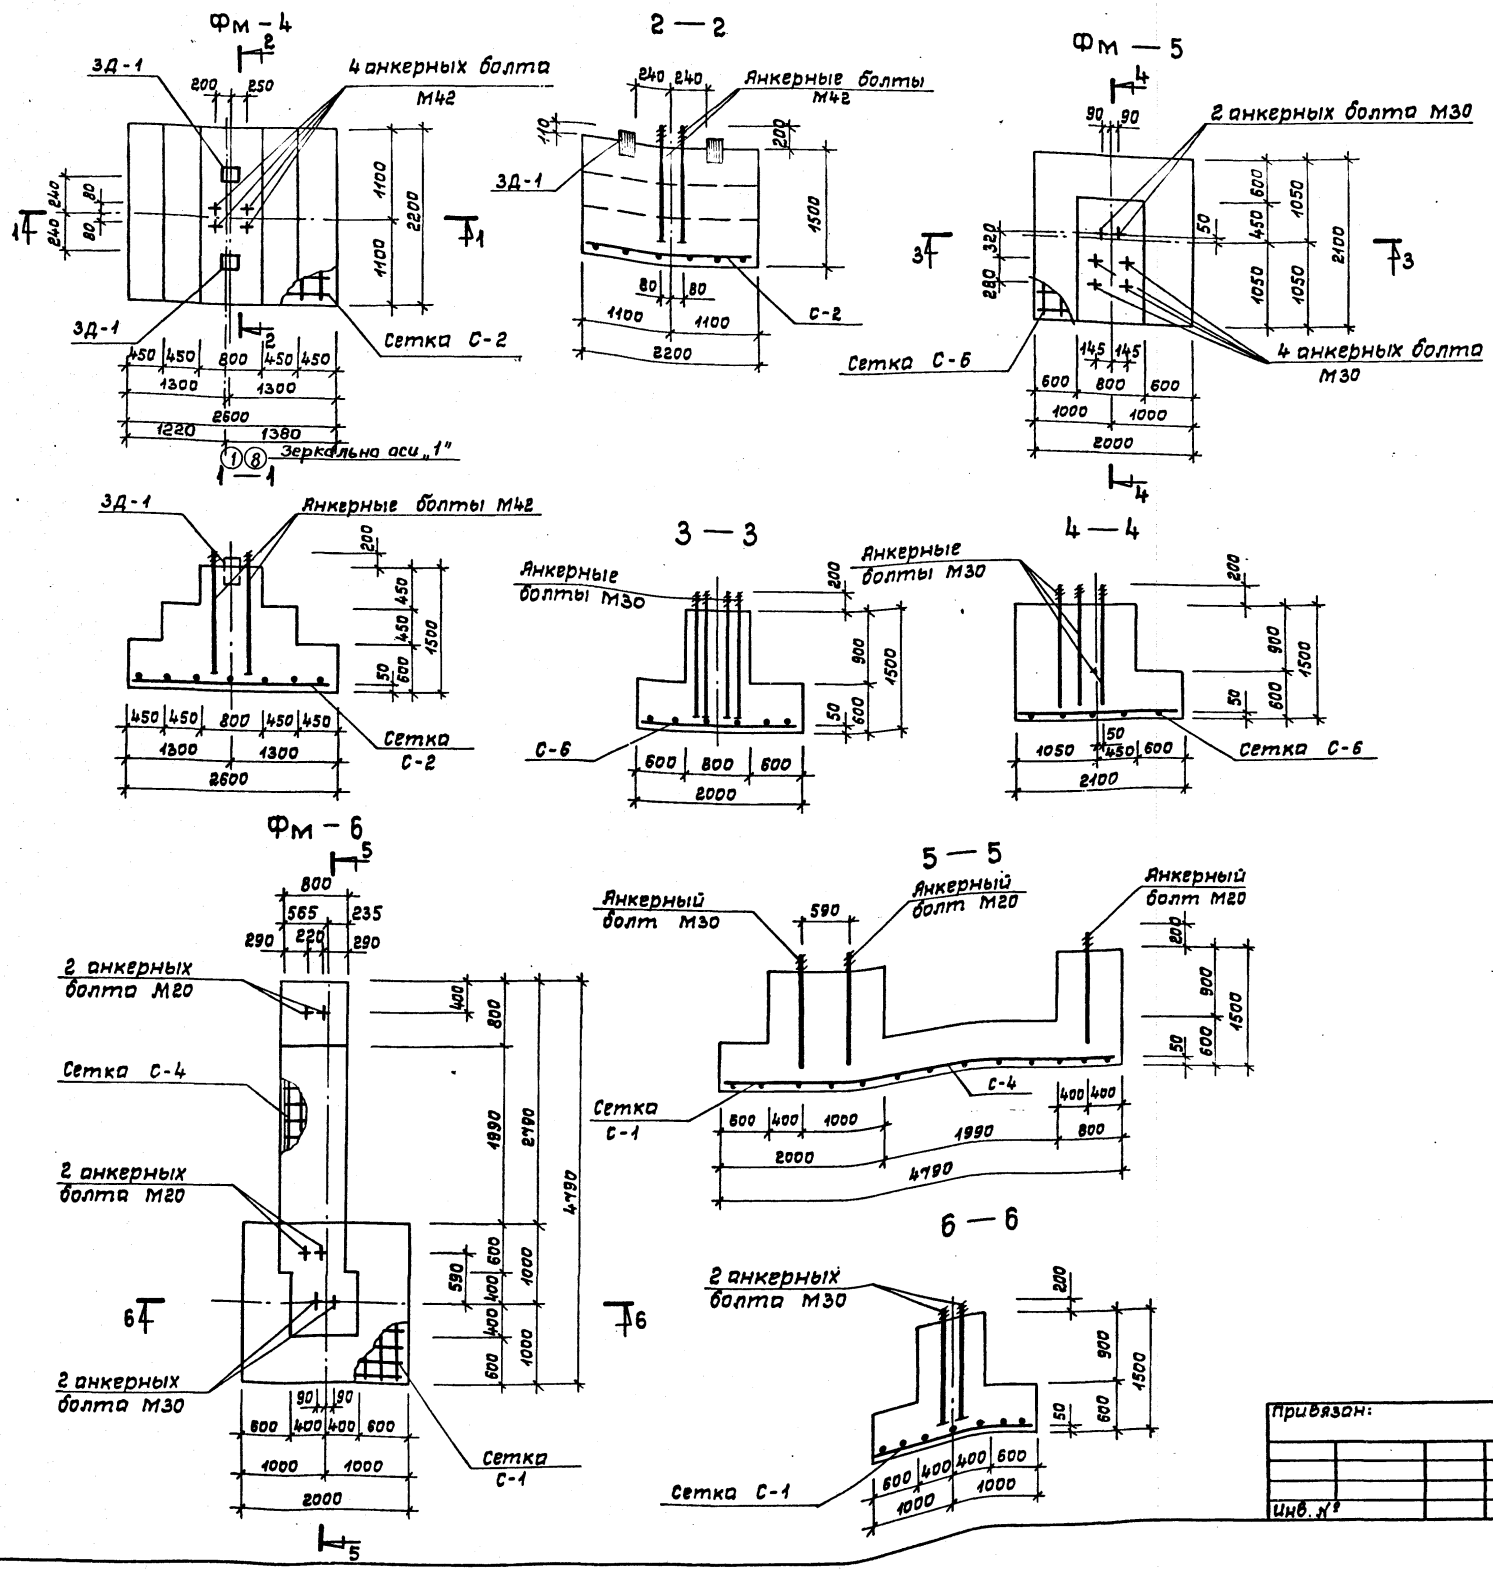 Фм - 4
2
ЗД-1
200
250
4 анкерных болта
М42
240
80
240
80
1
1
1100
1100
2200
ЗД-1
2
Сетка С-2
450
450
800
450
450
1300
1300
2600
1220
1380
1
8
Зеркально оси „1"
2 — 2
240
240
Анкерные болты
М42
110
200
ЗД-1
1500
80
80
С-2
1100
1100
2200
Фм — 5
4
90
90
2 анкерных болта М30
600
450
1050
1050
1050
2100
50
3
3
320
280
145
145
Сетка С-6
4 анкерных болта
М30
600
800
600
1000
1000
2000
4
1 — 1
ЗД-1
Анкерные болты М42
200
450
450
600
1500
50
450
450
800
450
450
Сетка
С-2
1300
1300
2600
3 — 3
Анкерные
болты М30
200
900
600
1500
50
С-6
600
800
600
2000
4 — 4
Анкерные
болты М30
200
900
600
1500
50
50
1050
450
600
Сетка С-6
2100
Фм - 6
5
800
565
235
290
220
290
2 анкерных
болта М20
400
800
Сетка С-4
1990
2790
4790
2 анкерных
болта М20
590
600
400
400
600
1000
1000
6
6
2 анкерных
болта М30
90
90
600
400
400
600
Сетка
С-1
1000
1000
2000
5
5 — 5
Анкерный
болт М30
590
Анкерный
болт М20
Анкерный
болт М20
200
900
600
1500
50
С-4
Сетка
С-1
600
400
1000
400
400
1990
800
2000
4790
6 — 6
2 анкерных
болта М30
200
900
600
1500
50
600
400
400
600
Сетка С-1
1000
1000
Привязан:
Инв. №